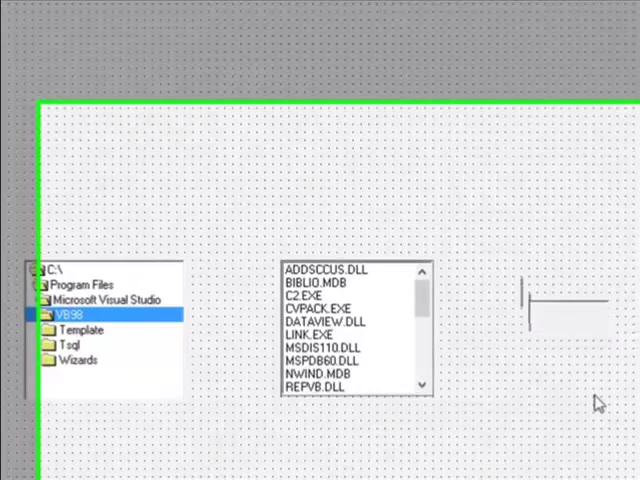 C:\
Program Files
Microsoft Visual Studio
VB98
Template
Tsql
Wizards
ADDSCCUS.DLL
BIBLIO.MDB
C2.EXE
CVPACK.EXE
DATAVIEW.DLL
LINK.EXE
MSDIS110.DLL
MSPDB60.DLL
NWIND.MDB
REPVB.DLL